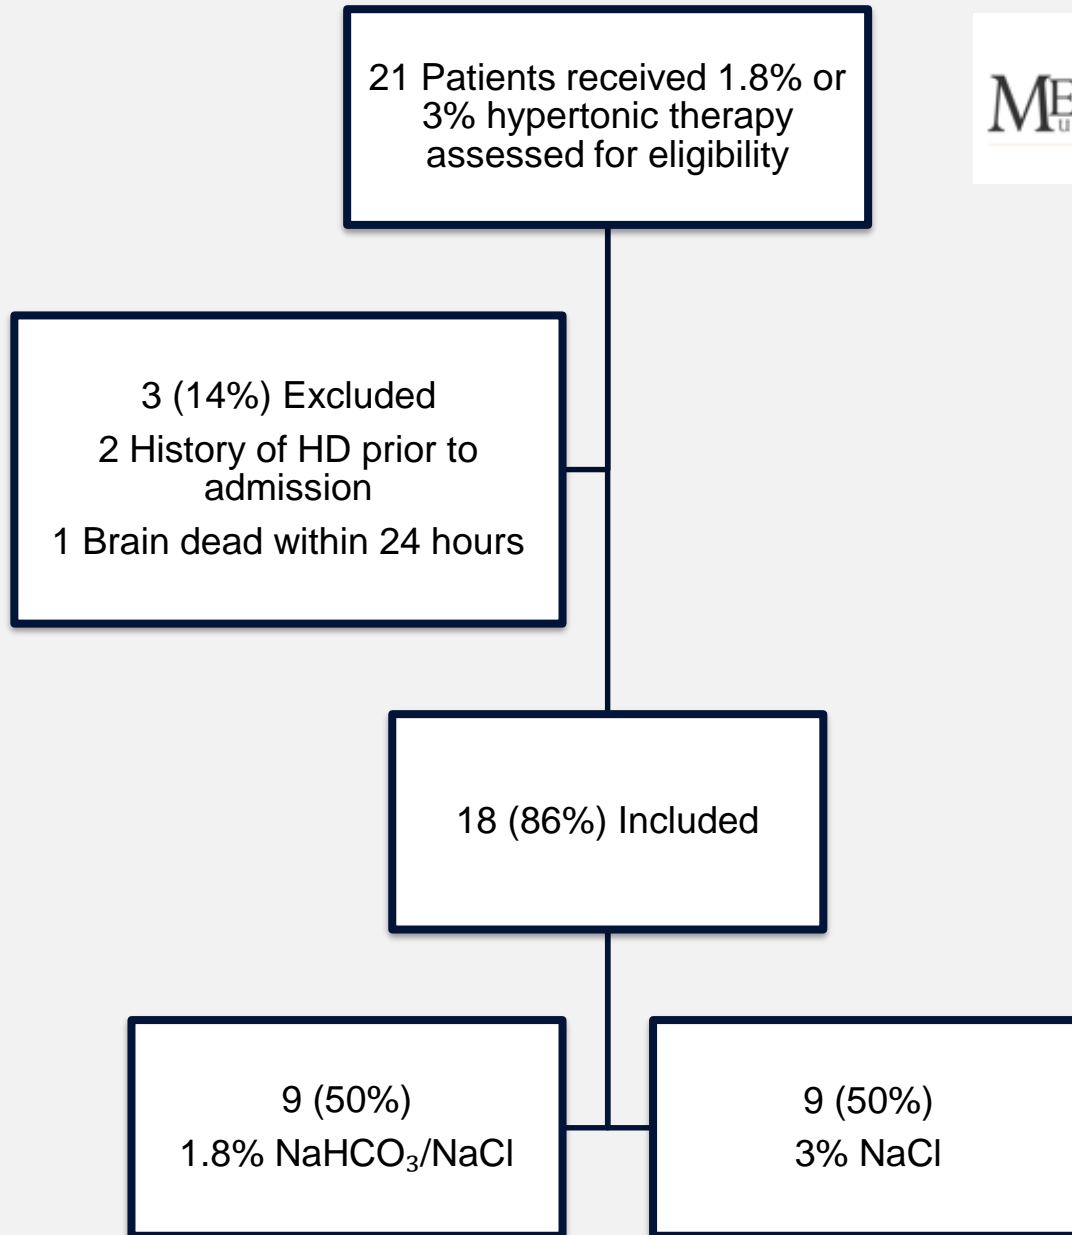 21 Patients received 1.8% or
3% hypertonic therapy
assessed for eligibility
3 (14%) Excluded
2 History of HD prior to
admission
1 Brain dead within 24 hours
18 (86%) Included
9 (50%)
1.8% NaHCO₃/NaCl
9 (50%)
3% NaCl